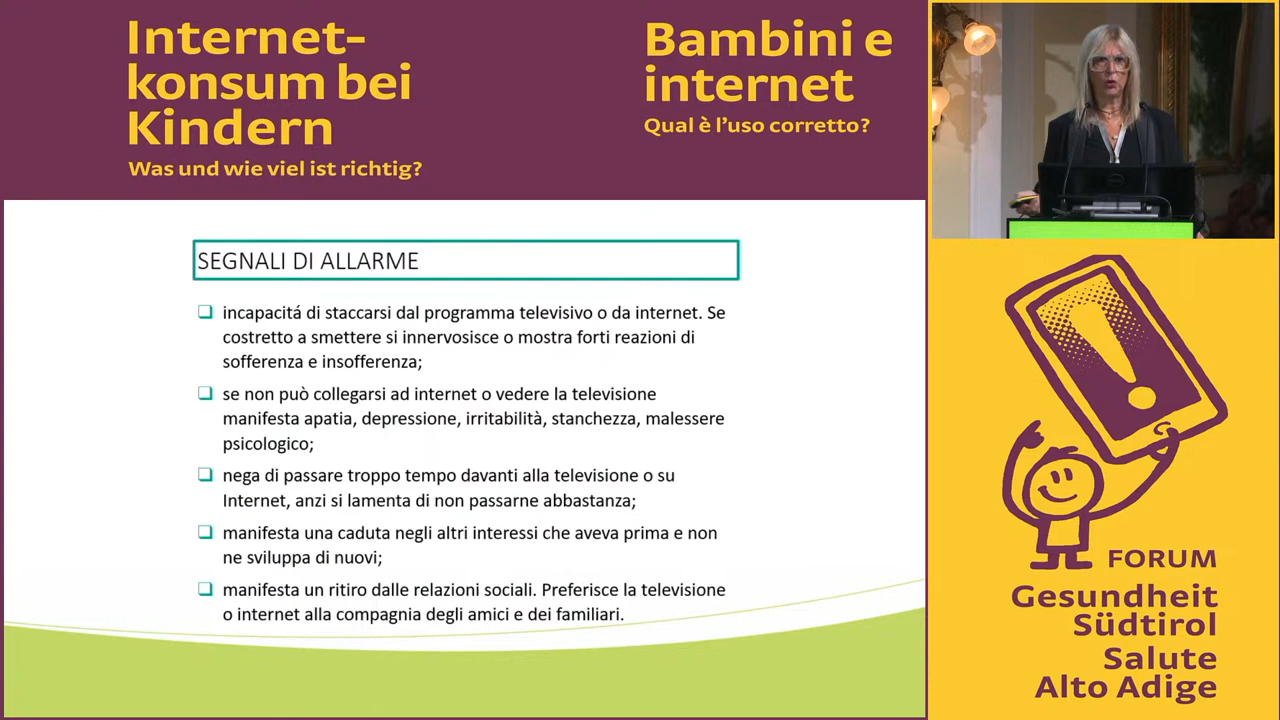 Internet-
konsum bei
Kindern
Was und wie viel ist richtig?
Bambini e
internet
Qual è l'uso corretto?
SEGNALI DI ALLARME
incapacitá di staccarsi dal programma televisivo o da internet. Se
costretto a smettere si innervosisce o mostra forti reazioni di
sofferenza e insofferenza;
se non può collegarsi ad internet o vedere la televisione
manifesta apatia, depressione, irritabilità, stanchezza, malessere
psicologico;
nega di passare troppo tempo davanti alla televisione o su
Internet, anzi si lamenta di non passarne abbastanza;
manifesta una caduta negli altri interessi che aveva prima e non
ne sviluppa di nuovi;
manifesta un ritiro dalle relazioni sociali. Preferisce la televisione
o internet alla compagnia degli amici e dei familiari.
FORUM
Gesundheit
Südtirol
Salute
Alto Adige